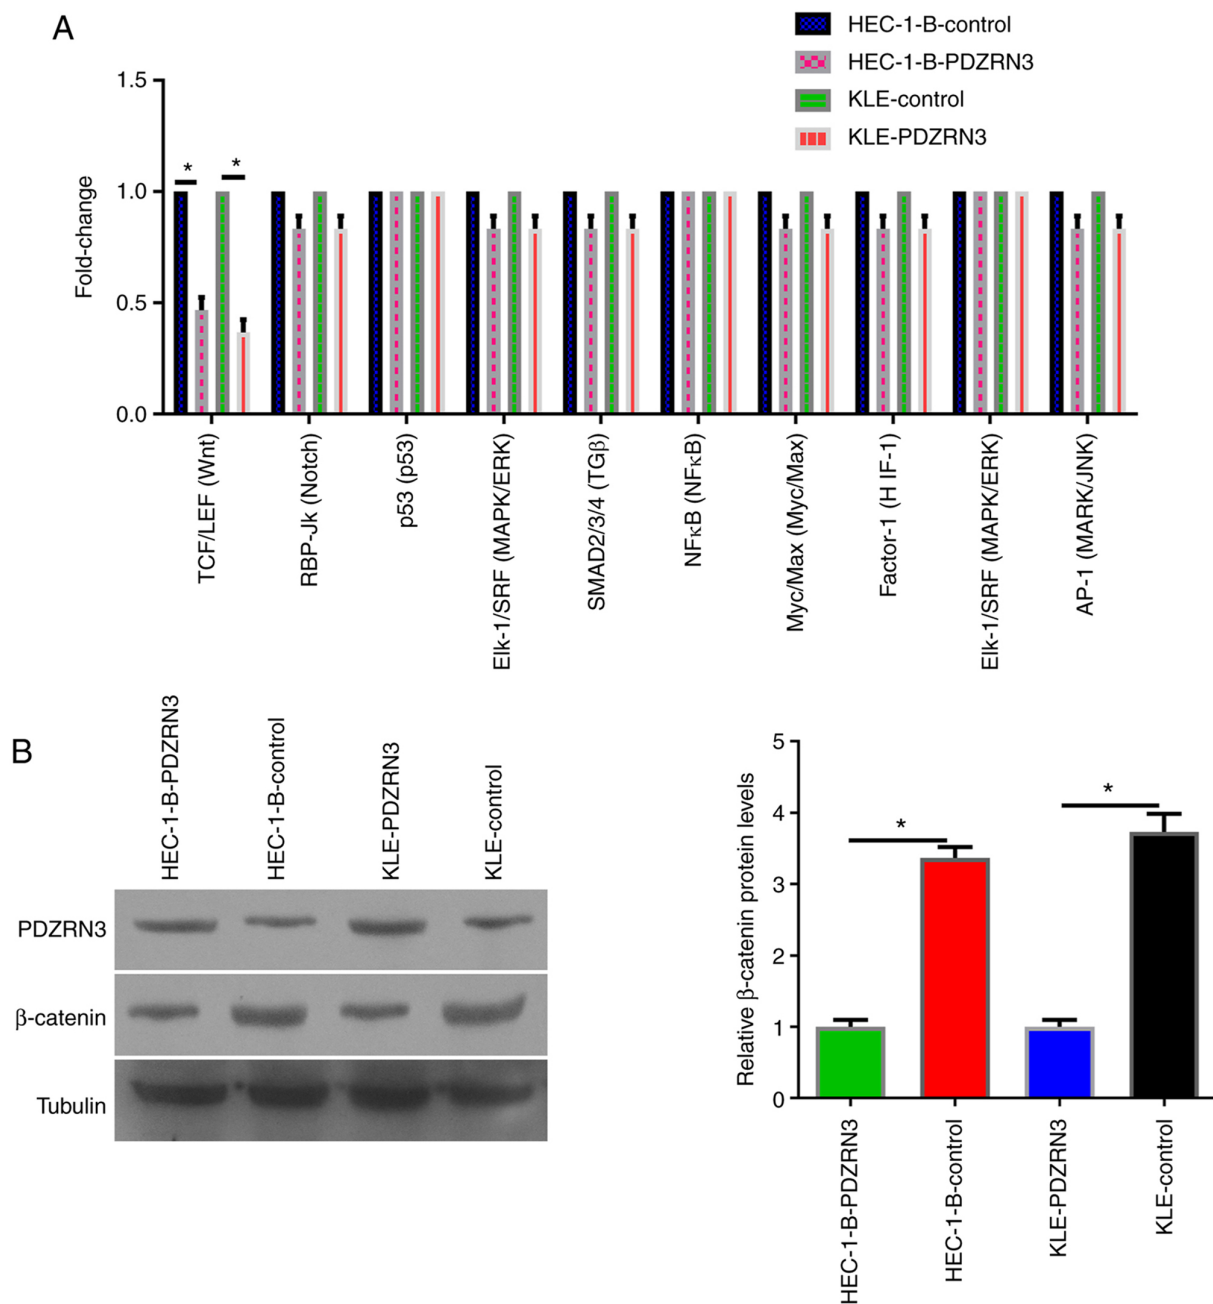 A
HEC-1-B-control
HEC-1-B-PDZRN3
KLE-control
KLE-PDZRN3
Fold-change
1.5
1.0
0.5
0.0
*
*
TCF/LEF (Wnt)
RBP-Jk (Notch)
p53 (p53)
Elk-1/SRF (MAPK/ERK)
SMAD2/3/4 (TGβ)
NFκB (NFκB)
Myc/Max (Myc/Max)
Factor-1 (H IF-1)
Elk-1/SRF (MAPK/ERK)
AP-1 (MARK/JNK)
B
HEC-1-B-PDZRN3
HEC-1-B-control
KLE-PDZRN3
KLE-control
PDZRN3
β-catenin
Tubulin
Relative β-catenin protein levels
5
4
3
2
1
0
*
*
HEC-1-B-PDZRN3
HEC-1-B-control
KLE-PDZRN3
KLE-control